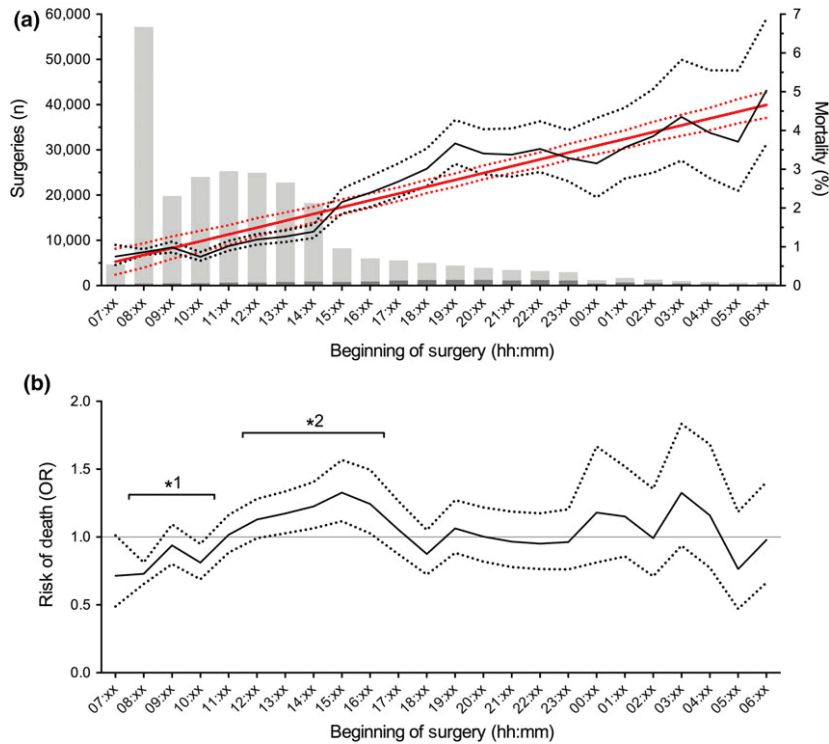 (a)
60,000
50,000
40,000
30,000
20,000
10,000
0
Surgeries (n)
7
6
5
4
3
2
1
0
Mortality (%)
07:xx 08:xx 09:xx 10:xx 11:xx 12:xx 13:xx 14:xx 15:xx 16:xx 17:xx 18:xx 19:xx 20:xx 21:xx 22:xx 23:xx 00:xx 01:xx 02:xx 03:xx 04:xx 05:xx 06:xx
Beginning of surgery (hh:mm)
(b)
2.0
1.5
1.0
0.5
0.0
Risk of death (OR)
*1
*2
07:xx 08:xx 09:xx 10:xx 11:xx 12:xx 13:xx 14:xx 15:xx 16:xx 17:xx 18:xx 19:xx 20:xx 21:xx 22:xx 23:xx 00:xx 01:xx 02:xx 03:xx 04:xx 05:xx 06:xx
Beginning of surgery (hh:mm)